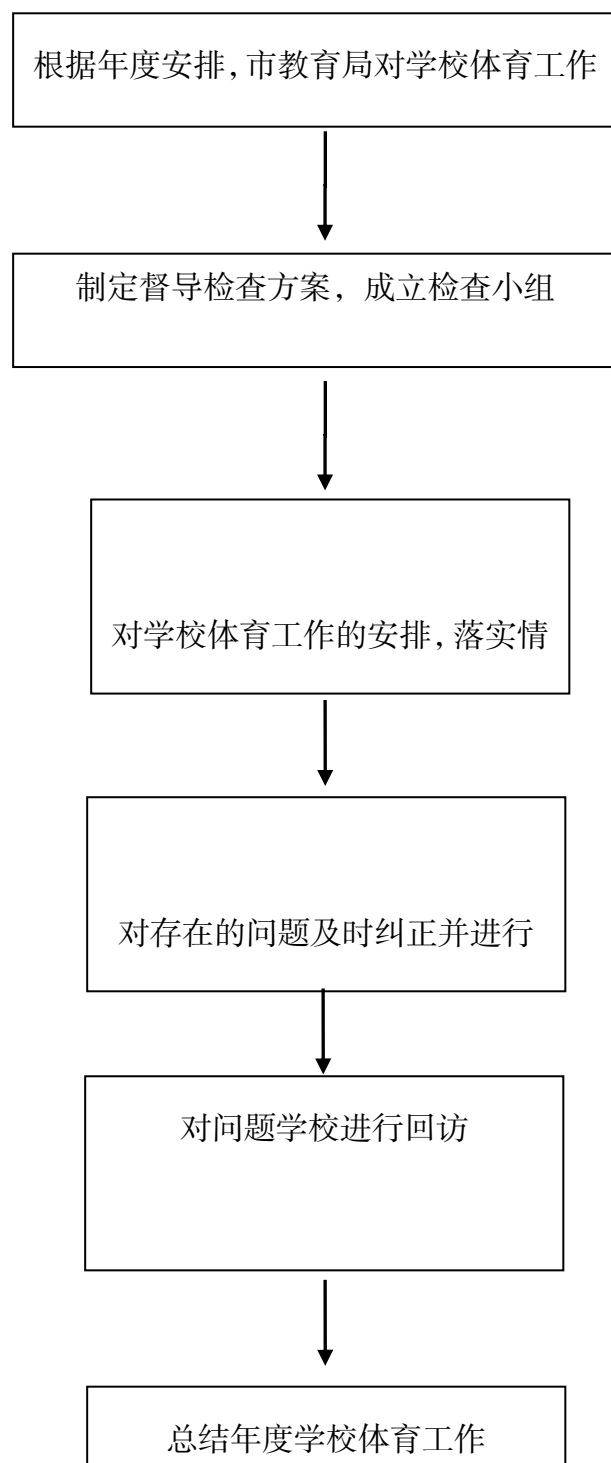 根据年度安排，市教育局对学校体育工作
制定督导检查方案，成立检查小组
对学校体育工作的安排，落实情
对存在的问题及时纠正并进行
对问题学校进行回访
总结年度学校体育工作